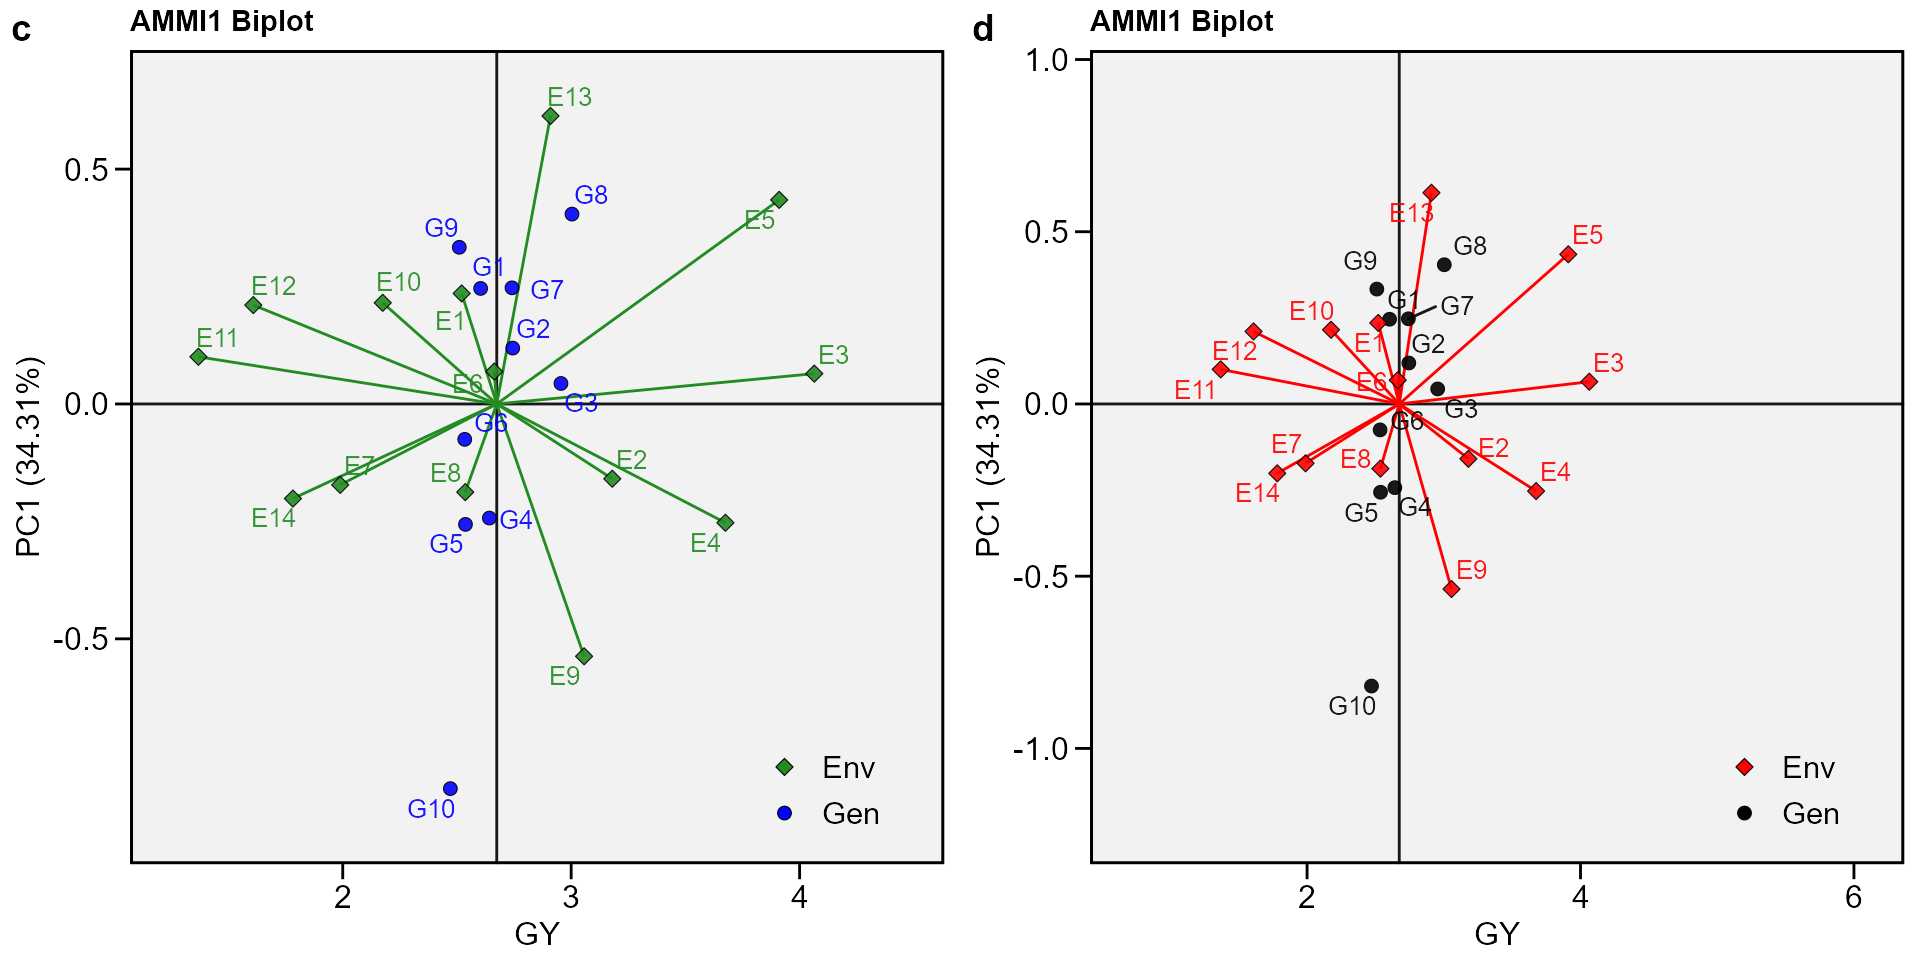 c
AMMI1 Biplot
PC1 (34.31%)
0.5
0.0
-0.5
E13
G8
E5
G9
G1
G7
E12
E10
E1
G2
E11
E3
E6
G3
G6
E7
E8
E2
E14
G5
G4
E4
E9
G10
Env
Gen
2
3
4
GY
d
AMMI1 Biplot
PC1 (34.31%)
1.0
0.5
0.0
-0.5
-1.0
E13
E5
G8
G9
G1
G7
E10
E1
G2
E12
E3
E11
E6
G3
G6
E7
E8
E2
E4
E14
G5
G4
E9
G10
Env
Gen
2
4
6
GY